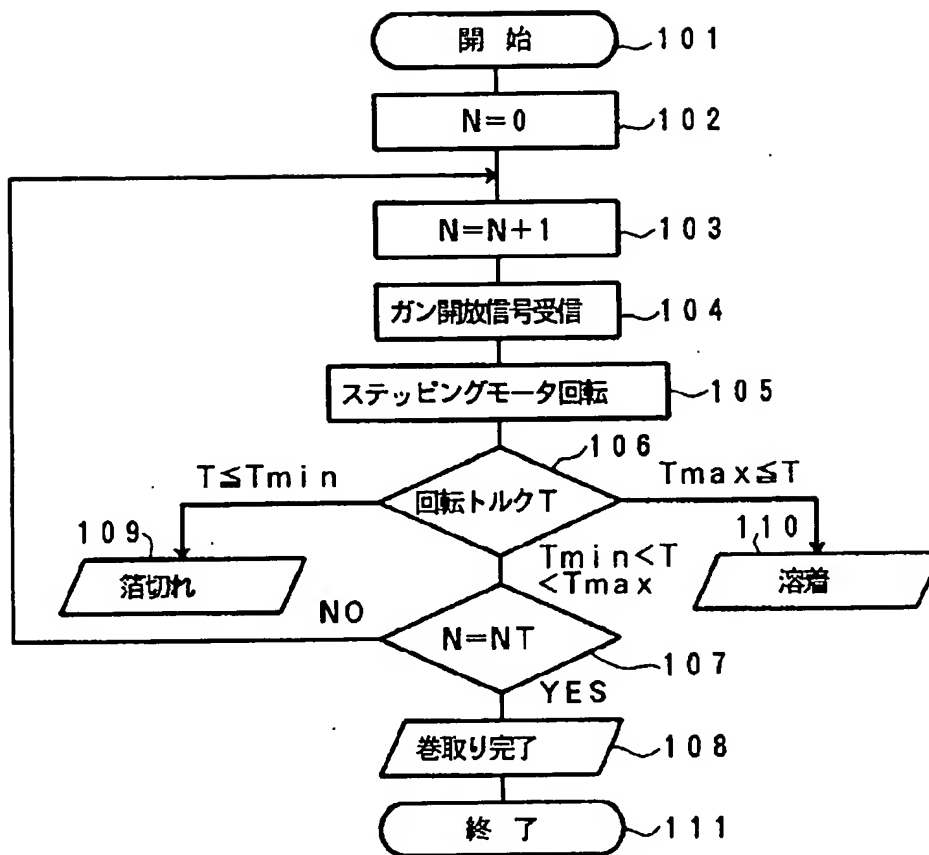 開始
101
N=0
102
N=N+1
103
ガン開放信号受信
104
ステッピングモータ回転
105
106
T≦Tmin
回転トルクT
Tmax≦T
109
箔切れ
Tmin<T
<Tmax
110
溶着
NO
N=NT
107
YES
巻取り完了
108
終了
111